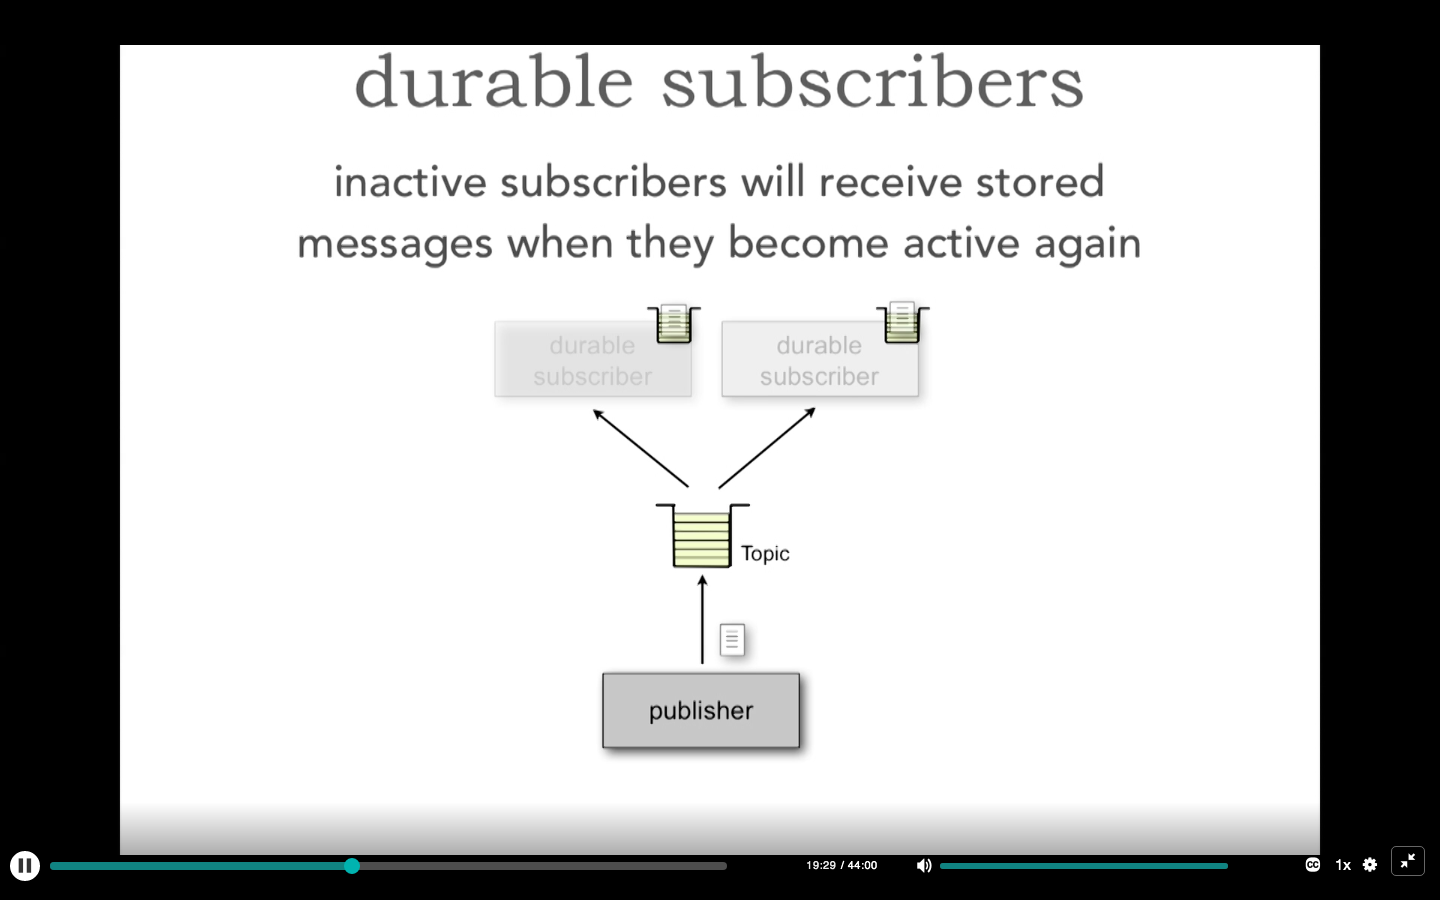 durable subscribers
inactive subscribers will receive stored
messages when they become active again
durable
subscriber
durable
subscriber
Topic
publisher
19:29 / 44:00
CC
1x